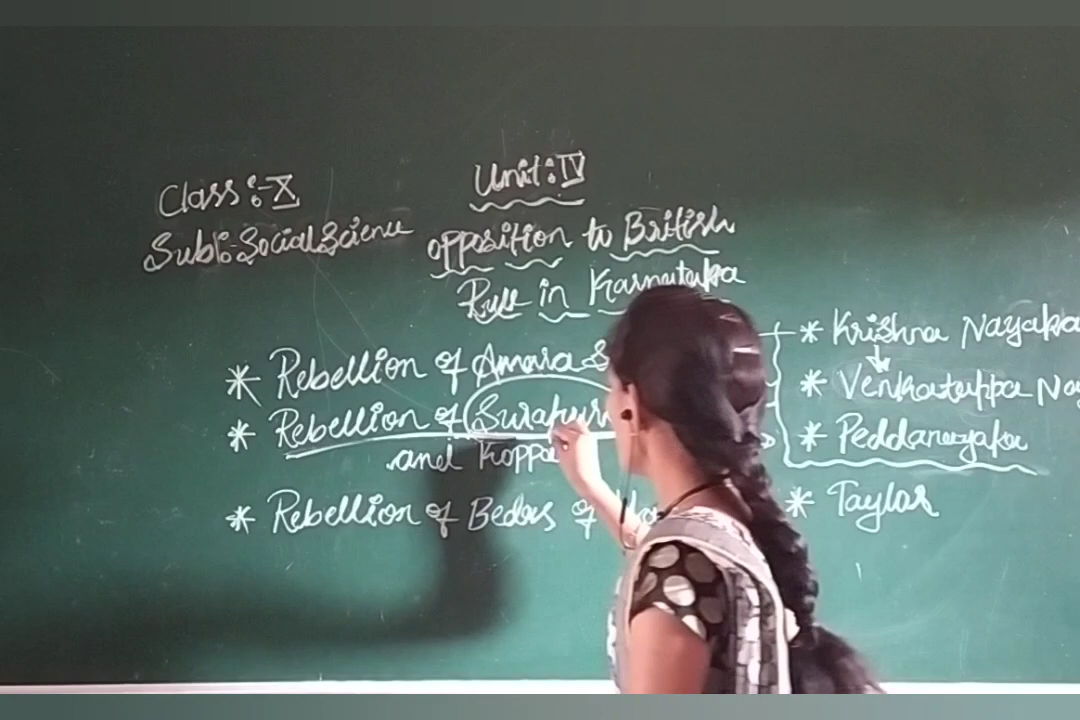 Class :- X
Sub:- Social Science
Unit: IV
opposition to British
Rule in Karnataka
* Rebellion of Amara
* Rebellion of Surapur
and Koppa
* Rebellion of Bedas of
* Krishna Nayaka
* Venkatappa Na
* Peddanayaka
* Taylor